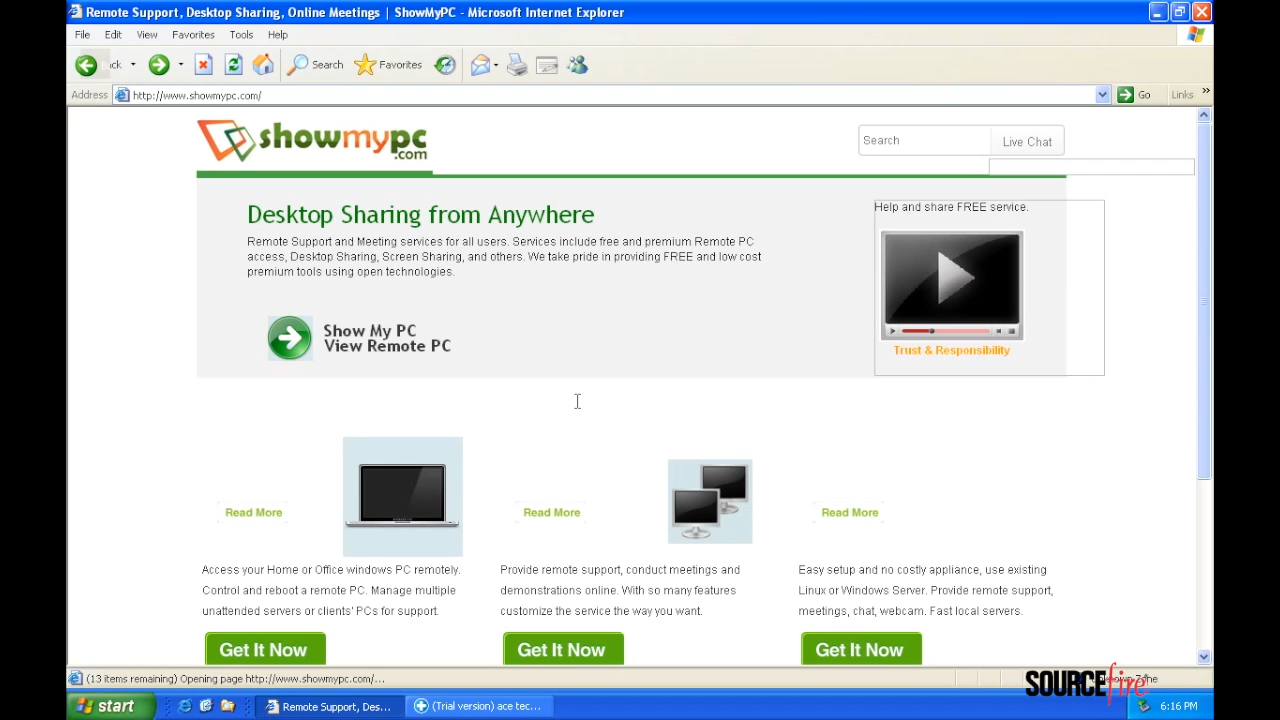 Remote Support, Desktop Sharing, Online Meetings | ShowMyPC - Microsoft Internet Explorer
File Edit View Favorites Tools Help
Search Favorites
Address http://www.showmypc.com/ Go Links »
showmypc
.com
Search Live Chat
Desktop Sharing from Anywhere
Help and share FREE service.
Remote Support and Meeting services for all users. Services include free and premium Remote PC
access, Desktop Sharing, Screen Sharing, and others. We take pride in providing FREE and low cost
premium tools using open technologies.
Show My PC
View Remote PC
Trust & Responsibility
Read More Read More Read More
Access your Home or Office windows PC remotely.
Control and reboot a remote PC. Manage multiple
unattended servers or clients' PCs for support.
Provide remote support, conduct meetings and
demonstrations online. With so many features
customize the service the way you want.
Easy setup and no costly appliance, use existing
Linux or Windows Server. Provide remote support,
meetings, chat, webcam. Fast local servers.
Get It Now Get It Now Get It Now
(13 items remaining) Opening page http://www.showmypc.com/...
SOURCEfire
start Remote Support, Des... (Trial version) ace tec... 6:16 PM